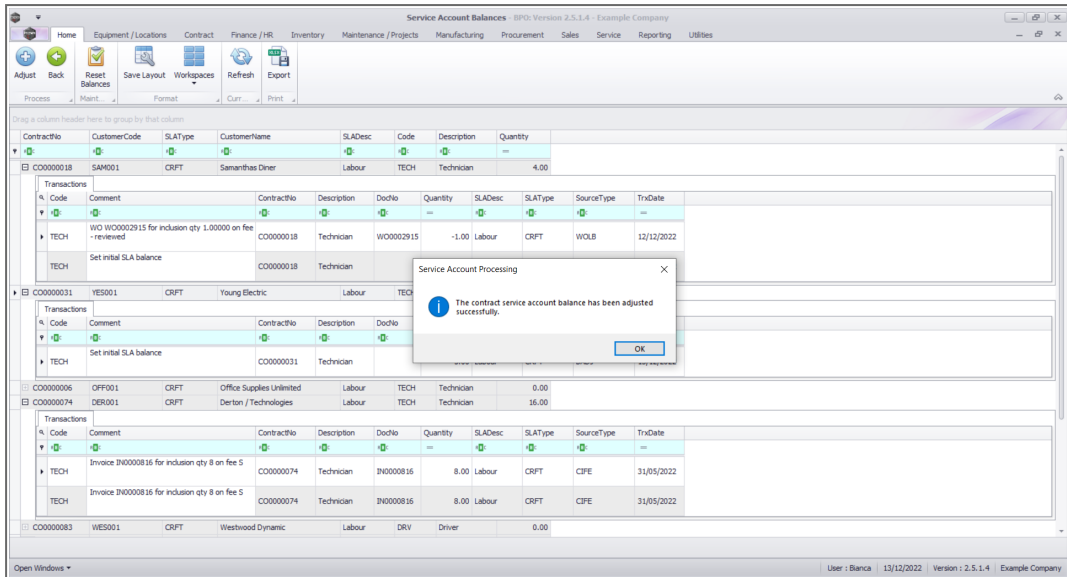 Service Account Balances - BPO: Version 2.5.1.4 - Example Company
Home Equipment / Locations Contract Finance / HR Inventory Maintenance / Projects Manufacturing Procurement Sales Service Reporting Utilities
Adjust Back Reset Balances Save Layout Workspaces Refresh Export
Process Maint... Format Curr... Print
Drag a column header here to group by that column
ContractNo CustomerCode SLAType CustomerName SLADesc Code Description Quantity
CO0000018 SAM001 CRFT Samanthas Diner Labour TECH Technician 4.00
Transactions
Code Comment ContractNo Description DocNo Quantity SLADesc SLAType SourceType TrxDate
WO WO0002915 for inclusion qty 1.00000 on fee
TECH - reviewed CO0000018 Technician WO0002915 -1.00 Labour CRFT WOLB 12/12/2022
Set initial SLA balance
TECH CO0000018 Technician
Service Account Processing
The contract service account balance has been adjusted
successfully.
OK
CO0000031 YES001 CRFT Young Electric Labour TECH
Transactions
Code Comment ContractNo Description DocNo
Set initial SLA balance
TECH CO0000031 Technician
CO0000006 OFF001 CRFT Office Supplies Unlimited Labour TECH Technician 0.00
CO0000074 DER001 CRFT Derton / Technologies Labour TECH Technician 16.00
Transactions
Code Comment ContractNo Description DocNo Quantity SLADesc SLAType SourceType TrxDate
Invoice IN0000816 for inclusion qty 8 on fee S
TECH CO0000074 Technician IN0000816 8.00 Labour CRFT CIFE 31/05/2022
Invoice IN0000816 for inclusion qty 8 on fee S
TECH CO0000074 Technician IN0000816 8.00 Labour CRFT CIFE 31/05/2022
CO0000083 WES001 CRFT Westwood Dynamic Labour DRV Driver 0.00
Open Windows User : Bianca 13/12/2022 Version : 2.5.1.4 Example Company